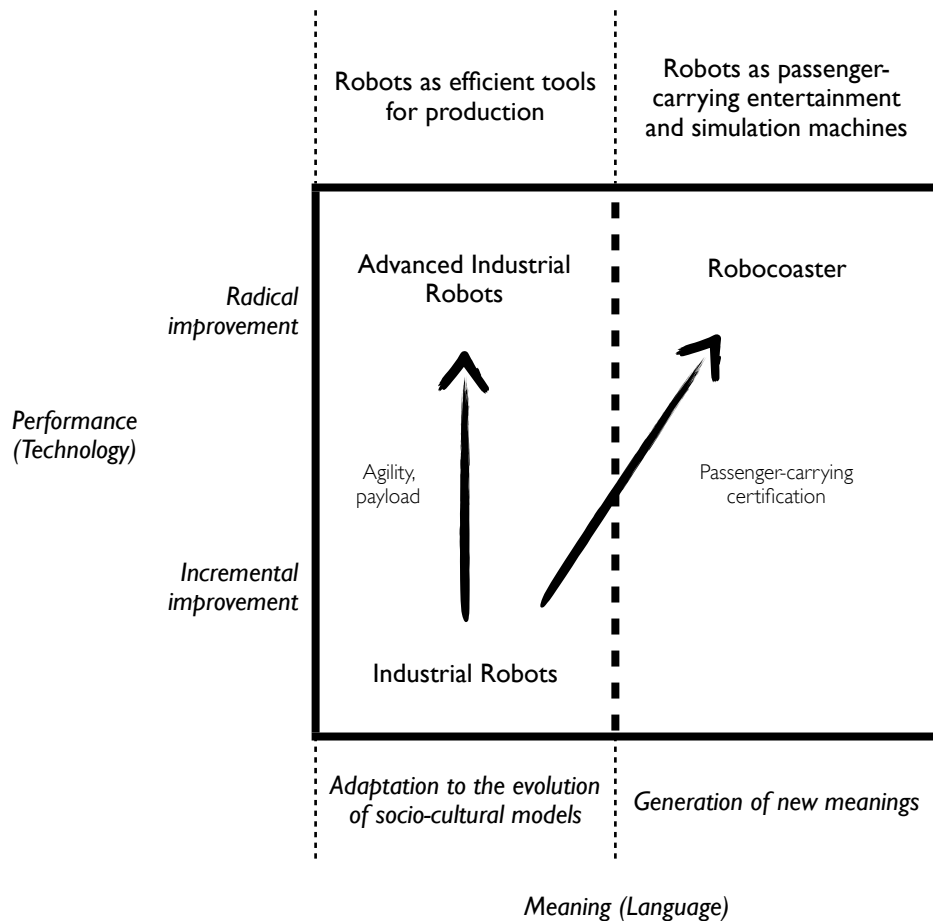 Robots as efficient tools
for production
Robots as passenger-
carrying entertainment
and simulation machines
Advanced Industrial
Robots
Robocoaster
Radical
improvement
Performance
(Technology)
Agility,
payload
Passenger-carrying
certification
Incremental
improvement
Industrial Robots
Adaptation to the evolution
of socio-cultural models
Generation of new meanings
Meaning (Language)